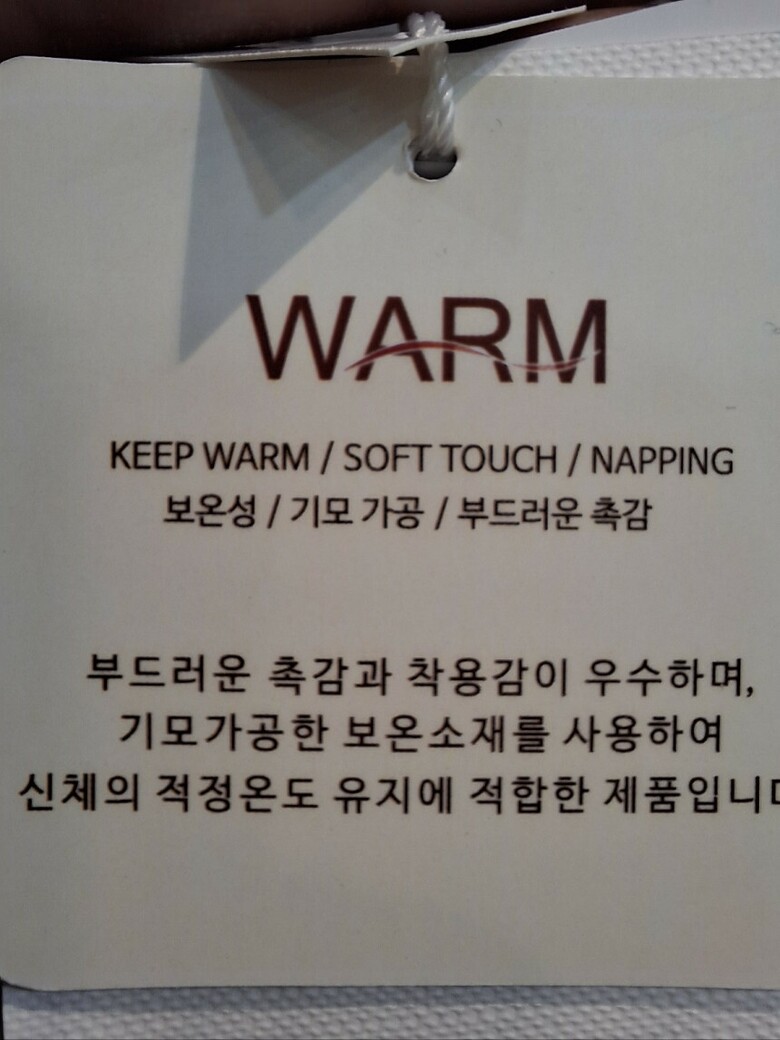 WARM
KEEP WARM / SOFT TOUCH / NAPPING
보온성 / 기모 가공 / 부드러운 촉감
부드러운 촉감과 착용감이 우수하며,
기모가공한 보온소재를 사용하여
신체의 적정온도 유지에 적합한 제품입니다